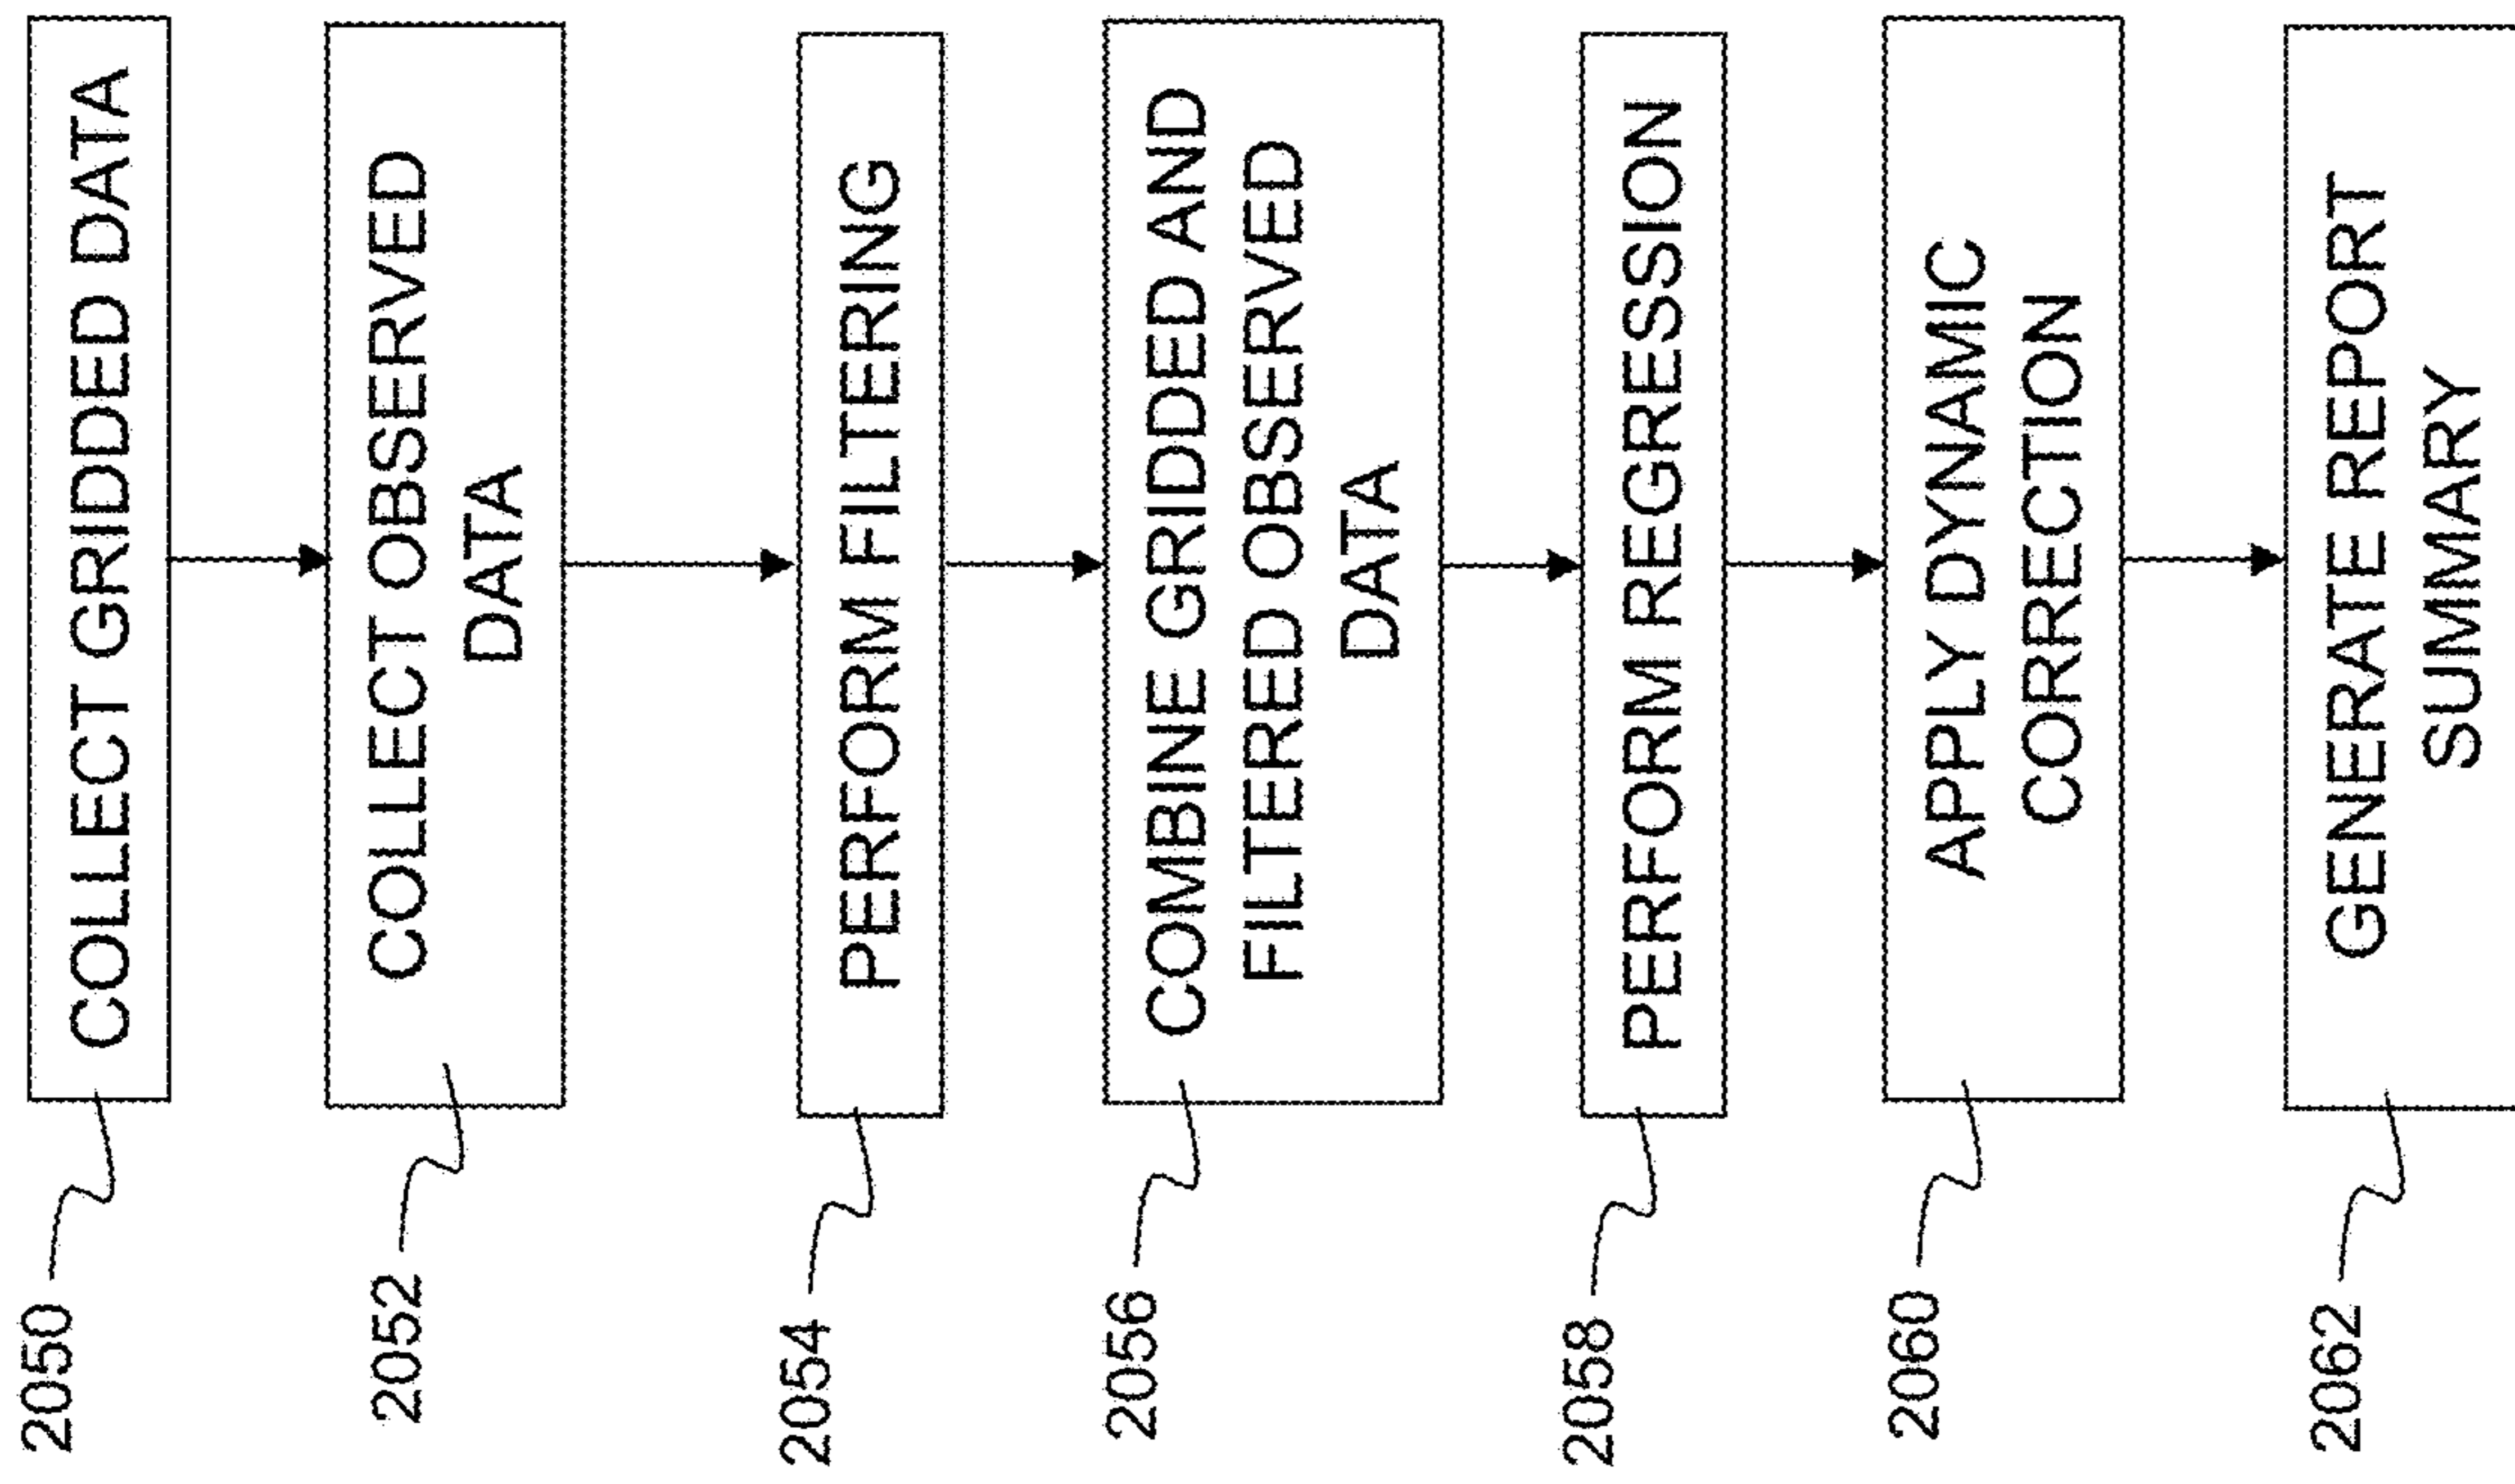 2050
COLLECT GRIDDED DATA
2052
COLLECT OBSERVED
DATA
2054
PERFORM FILTERING
2056
COMBINE GRIDDED AND
FILTERED OBSERVED
DATA
2058
PERFORM REGRESSION
2060
APPLY DYNAMIC
CORRECTION
2062
GENERATE REPORT
SUMMARY